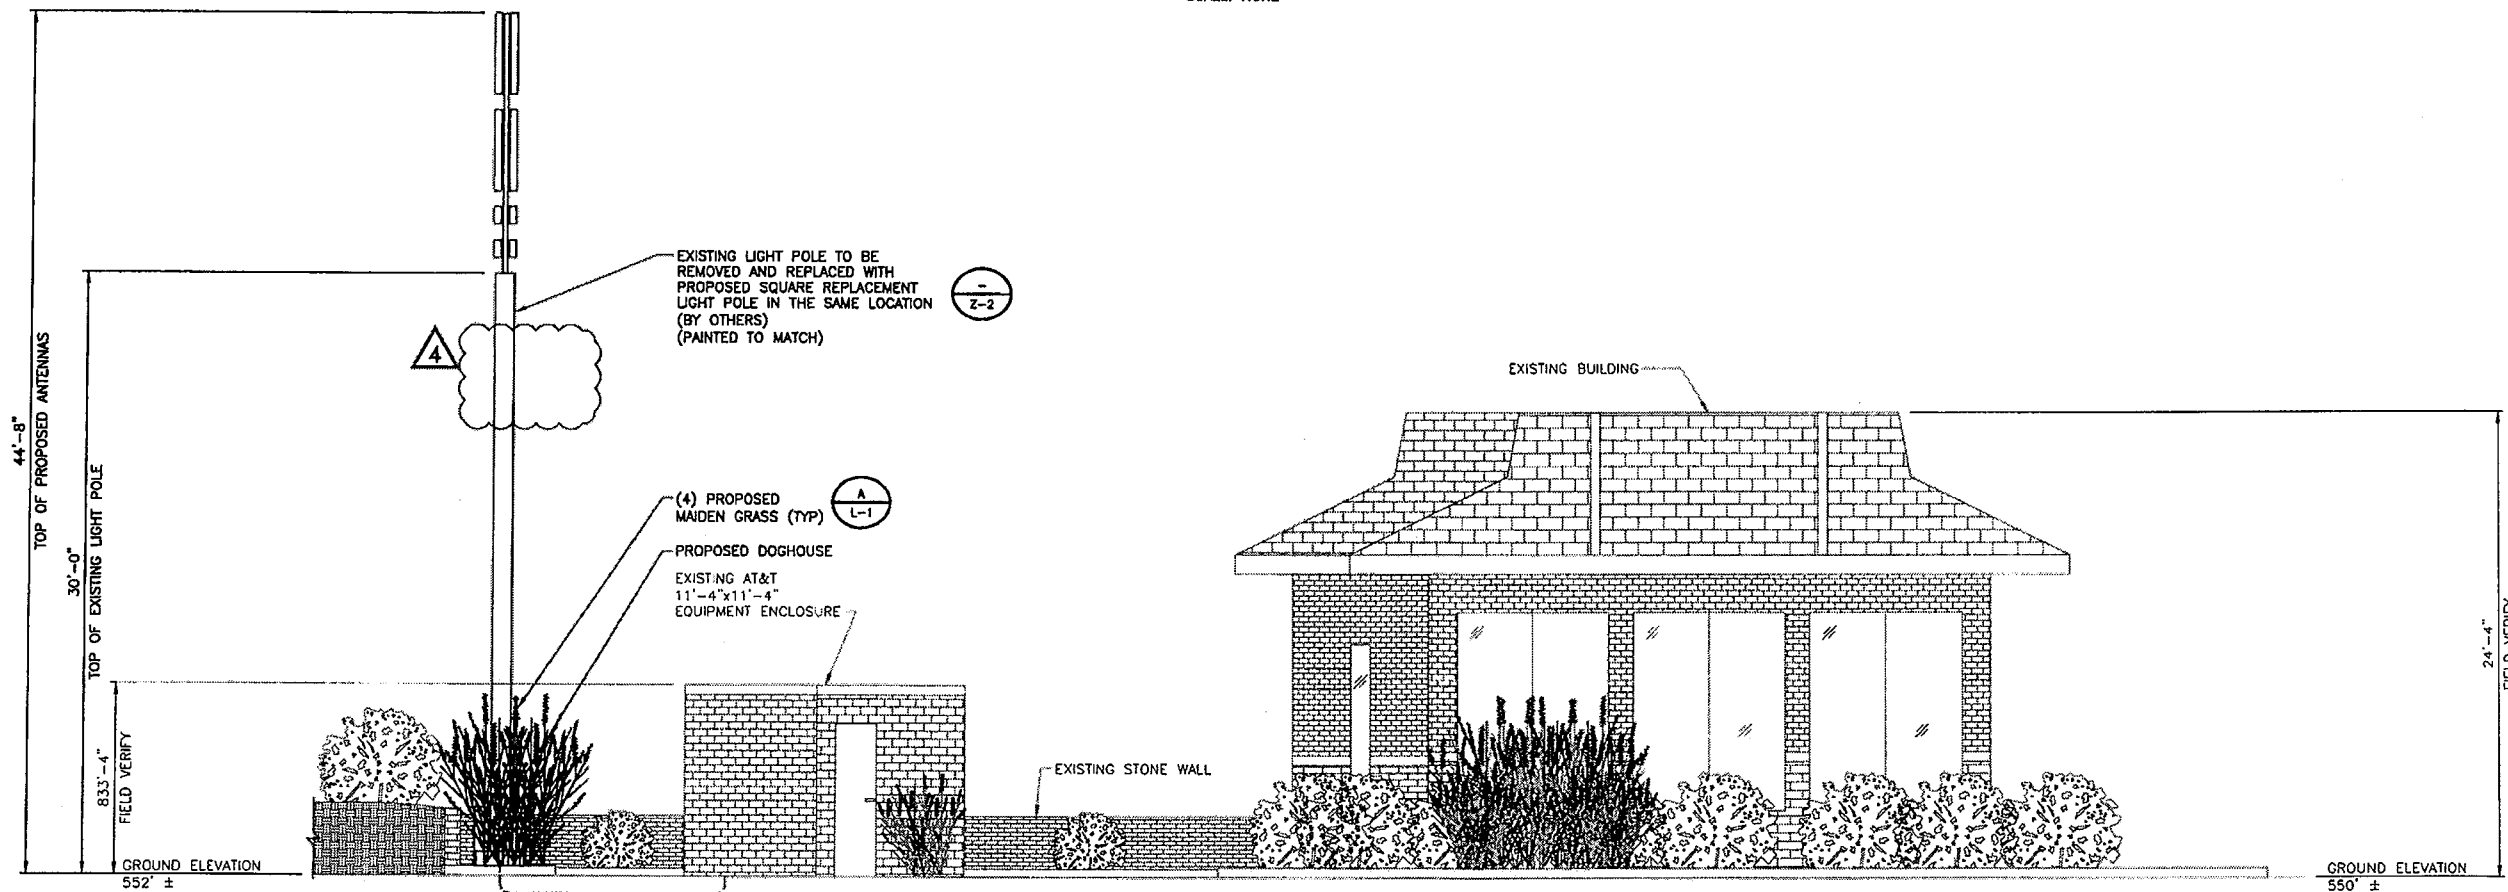 44'-8"
TOP OF PROPOSED ANTENNAS
30'-0"
TOP OF EXISTING LIGHT POLE
833'-4"
FIELD VERIFY
GROUND ELEVATION
552' ±
EXISTING LIGHT POLE TO BE
REMOVED AND REPLACED WITH
PROPOSED SQUARE REPLACEMENT
LIGHT POLE IN THE SAME LOCATION
(BY OTHERS)
(PAINTED TO MATCH)
-
Z-2
4
(4) PROPOSED
MAIDEN GRASS (TYP)
A
L-1
PROPOSED DOGHOUSE
EXISTING AT&T
11'-4"x11'-4"
EQUIPMENT ENCLOSURE
EXISTING STONE WALL
EXISTING BUILDING
24'-4"
GROUND ELEVATION
550' ±